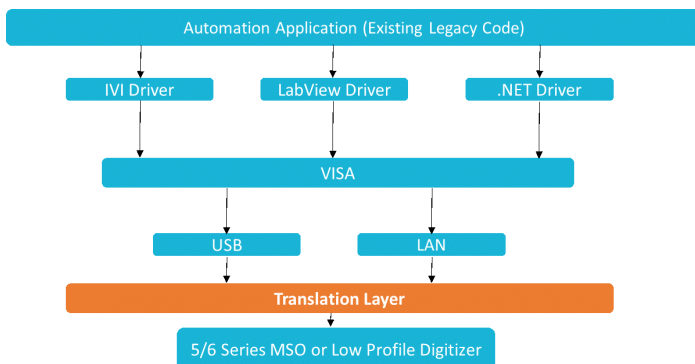 Automation Application (Existing Legacy Code)
IVI Driver
LabView Driver
.NET Driver
VISA
USB
LAN
Translation Layer
5/6 Series MSO or Low Profile Digitizer